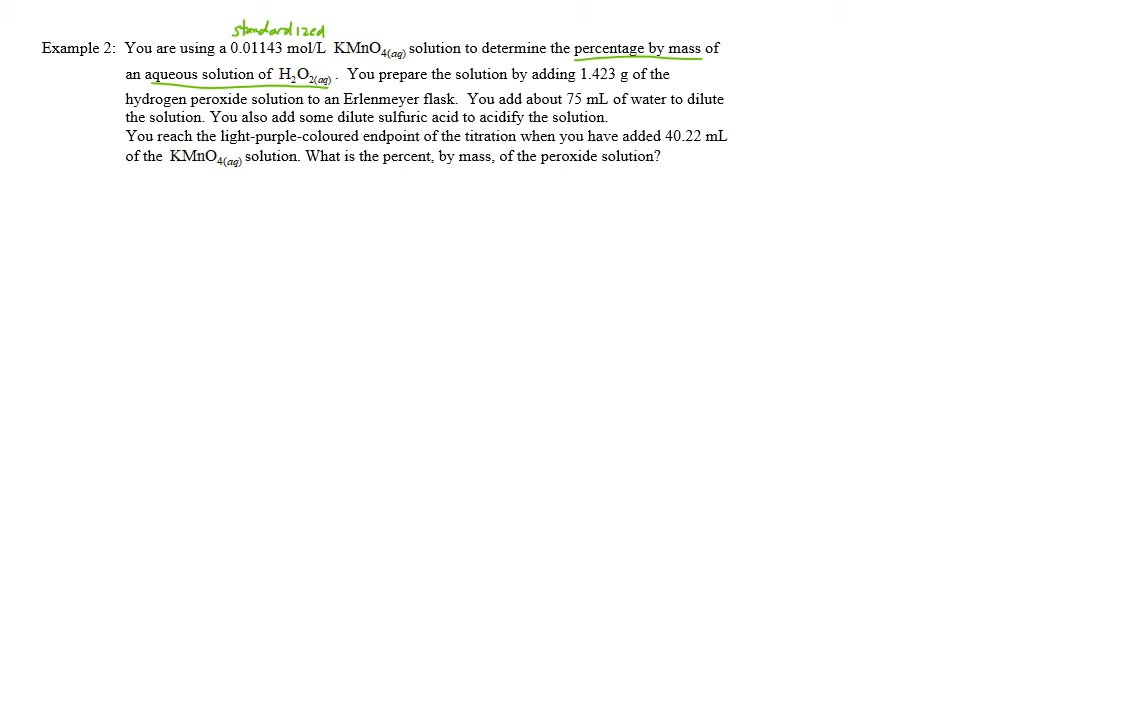 standardized
Example 2: You are using a 0.01143 mol/L KMnO4(aq) solution to determine the percentage by mass of
an aqueous solution of H2O2(aq). You prepare the solution by adding 1.423 g of the
hydrogen peroxide solution to an Erlenmeyer flask. You add about 75 mL of water to dilute
the solution. You also add some dilute sulfuric acid to acidify the solution.
You reach the light-purple-coloured endpoint of the titration when you have added 40.22 mL
of the KMnO4(aq) solution. What is the percent, by mass, of the peroxide solution?